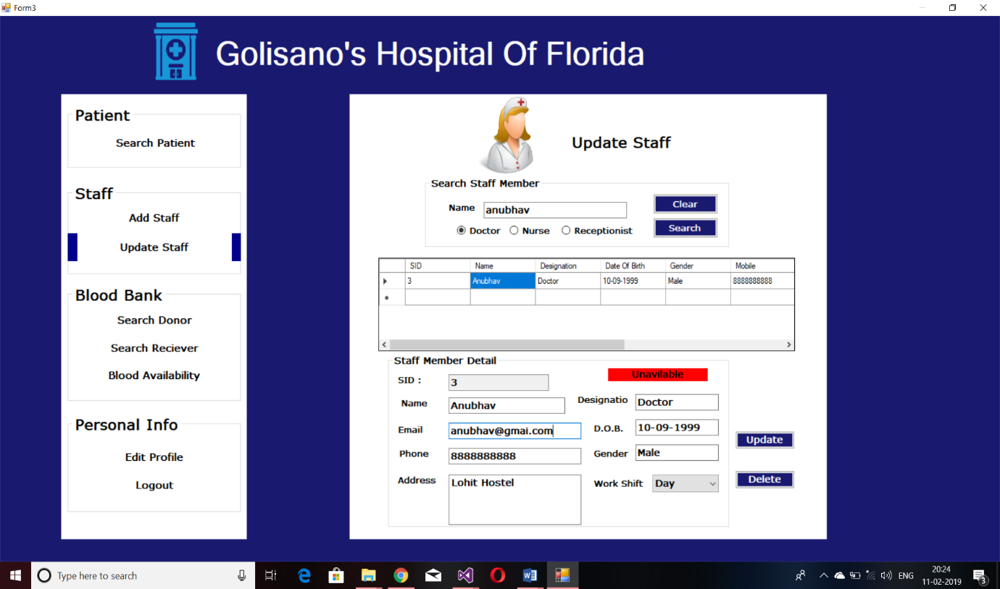 Form3
Golisano's Hospital Of Florida
Patient
Search Patient
Staff
Add Staff
Update Staff
Blood Bank
Search Donor
Search Reciever
Blood Availability
Personal Info
Edit Profile
Logout
Update Staff
Search Staff Member
Name anubhav Clear
Doctor Nurse Receptionist Search
SID Name Designation Date Of Birth Gender Mobile
3 Anubhav Doctor 10-09-1999 Male 8888888888
Staff Member Detail
SID : 3 Unavilable
Name Anubhav Designatio Doctor
Email anubhav@gmai.com D.O.B. 10-09-1999
Phone 8888888888 Gender Male
Address Lohit Hostel Work Shift Day
Update
Delete
Type here to search ENG 20:24
11-02-2019 3